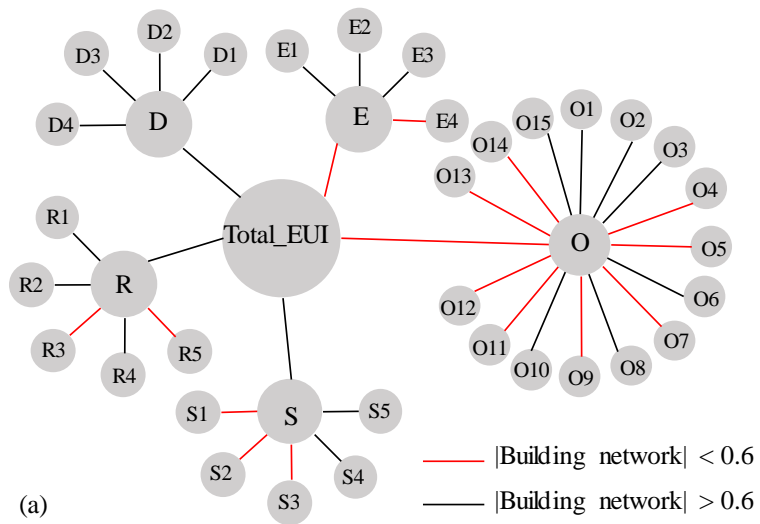 D2
D3
D1
D4
D
E2
E1
E3
E4
E
O1
O15
O2
O14
O3
O13
O4
O
O5
O12
O6
O11
O7
O10
O9
O8
Total_EUI
R1
R2
R
R3
R4
R5
S1
S
S5
S2
S4
S3
|Building network| < 0.6
|Building network| > 0.6
(a)